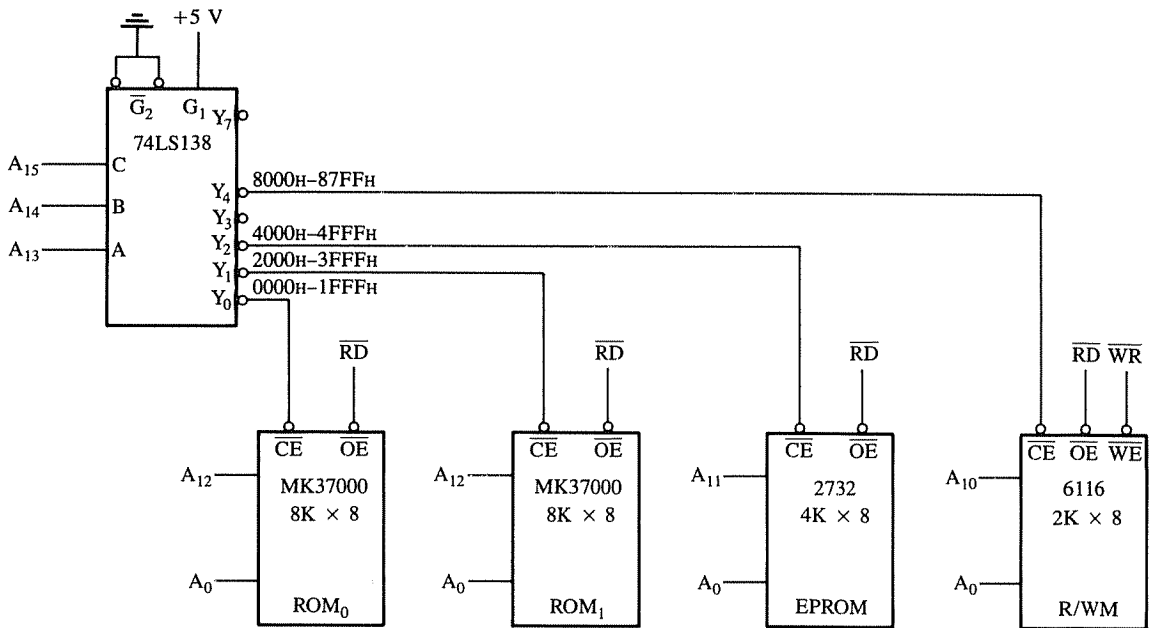 +5 V
G̅₂ G₁
Y₇
74LS138
A₁₅ C
Y₄ 8000H–87FFH
A₁₄ B
Y₃
A₁₃ A
Y₂ 4000H–4FFFH
Y₁ 2000H–3FFFH
Y₀ 0000H–1FFFH
R̅D̅ R̅D̅ R̅D̅ R̅D̅ W̅R̅
C̅E̅ O̅E̅ C̅E̅ O̅E̅ C̅E̅ O̅E̅ C̅E̅ O̅E̅ W̅E̅
A₁₂ A₁₂ A₁₁ A₁₀
MK37000 MK37000 2732 6116
8K × 8 8K × 8 4K × 8 2K × 8
A₀ A₀ A₀ A₀
ROM₀ ROM₁ EPROM R/WM